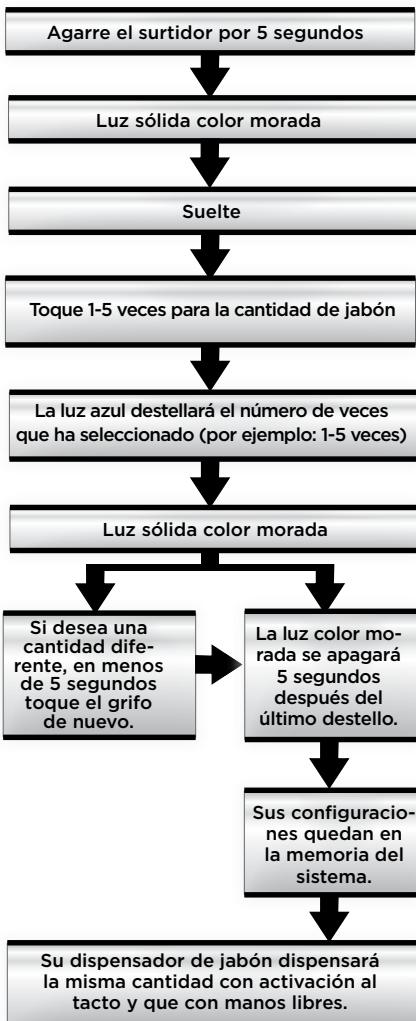 Agarre el surtidor por 5 segundos
Luz sólida color morada
Suelte
Toque 1-5 veces para la cantidad de jabón
La luz azul destellará el número de veces
que ha seleccionado (por ejemplo: 1-5 veces)
Luz sólida color morada
Si desea una
cantidad dife-
rente, en menos
de 5 segundos
toque el grifo
de nuevo.
La luz color mo-
rada se apagará
5 segundos
después del
último destello.
Sus configuracio-
nes quedan en
la memoria del
sistema.
Su dispensador de jabón dispensará
la misma cantidad con activación al
tacto y que con manos libres.